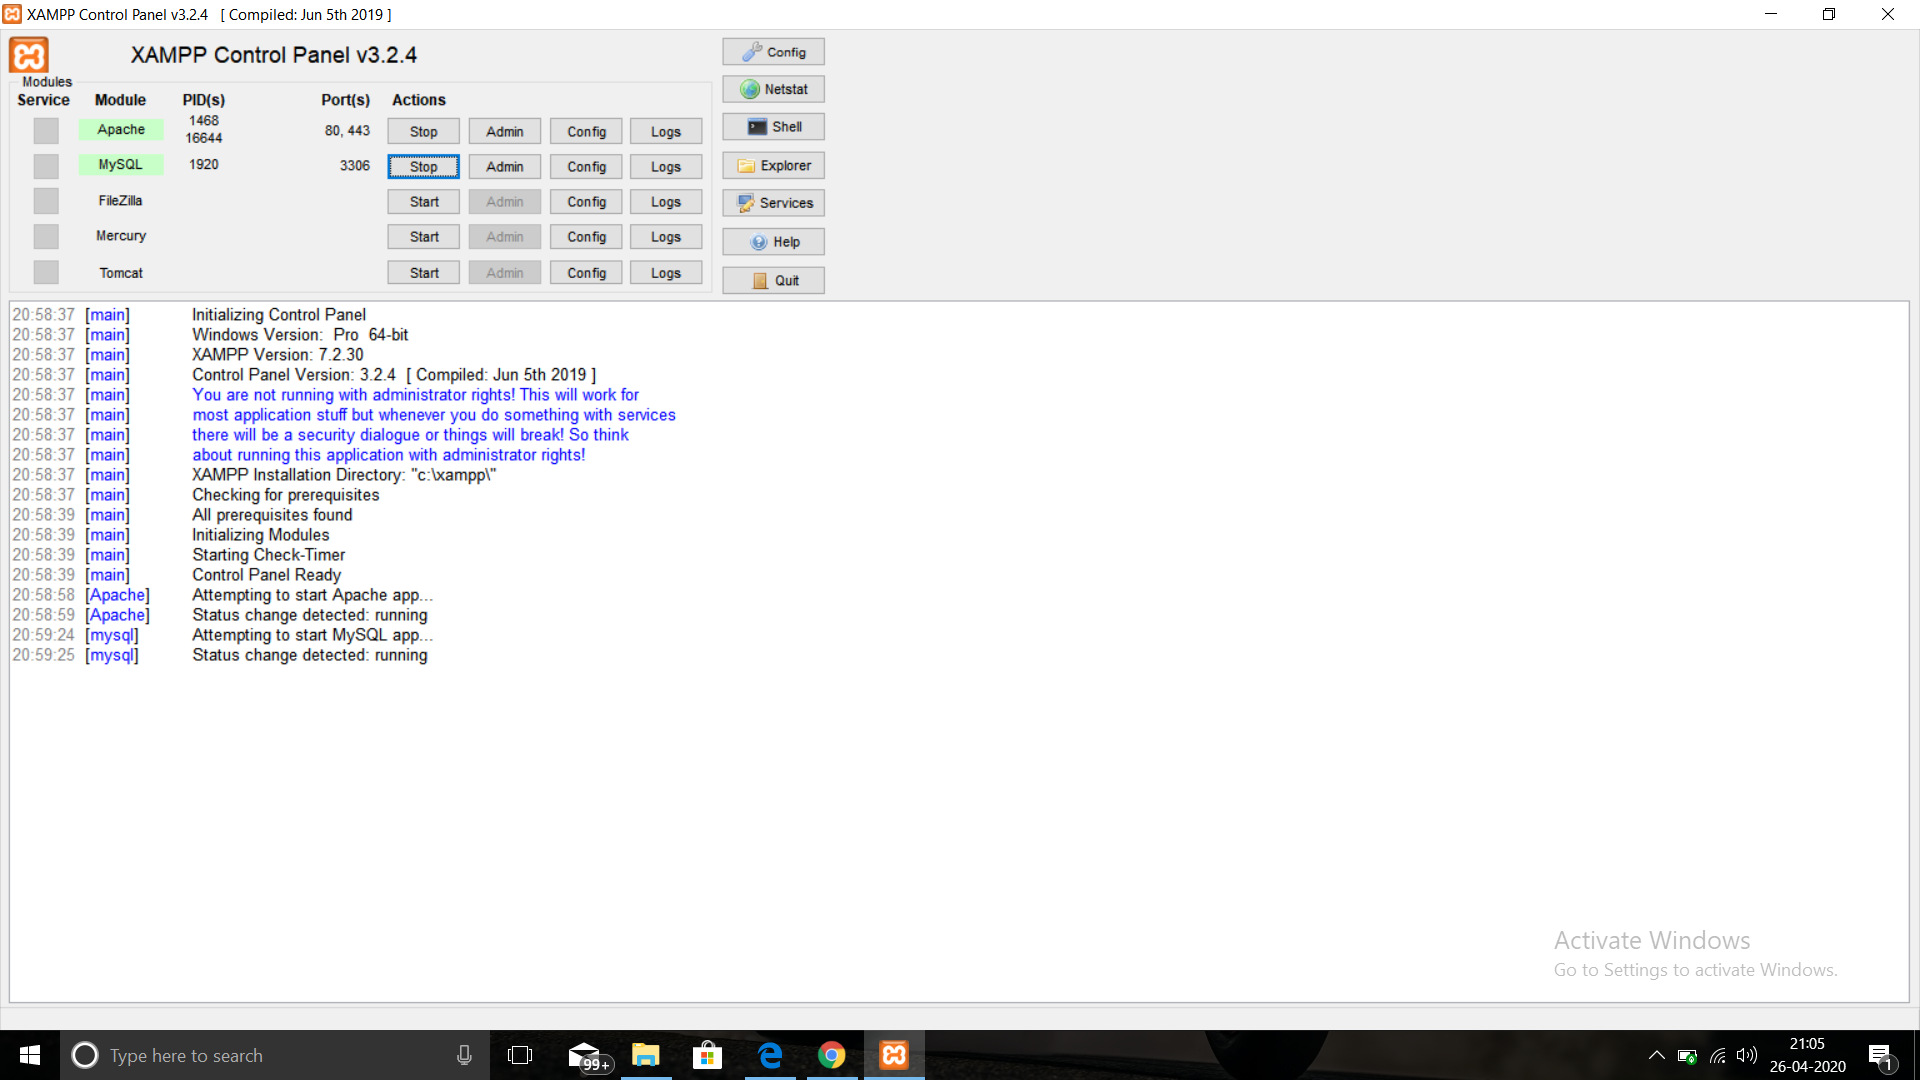 XAMPP Control Panel v3.2.4 [ Compiled: Jun 5th 2019 ]
XAMPP Control Panel v3.2.4
Modules
Service Module PID(s) Port(s) Actions
Apache 1468 16644 80, 443 Stop Admin Config Logs
MySQL 1920 3306 Stop Admin Config Logs
FileZilla Start Admin Config Logs
Mercury Start Admin Config Logs
Tomcat Start Admin Config Logs
Config
Netstat
Shell
Explorer
Services
Help
Quit
20:58:37 [main] Initializing Control Panel
20:58:37 [main] Windows Version: Pro 64-bit
20:58:37 [main] XAMPP Version: 7.2.30
20:58:37 [main] Control Panel Version: 3.2.4 [ Compiled: Jun 5th 2019 ]
20:58:37 [main] You are not running with administrator rights! This will work for
20:58:37 [main] most application stuff but whenever you do something with services
20:58:37 [main] there will be a security dialogue or things will break! So think
20:58:37 [main] about running this application with administrator rights!
20:58:37 [main] XAMPP Installation Directory: "c:\xampp\"
20:58:37 [main] Checking for prerequisites
20:58:39 [main] All prerequisites found
20:58:39 [main] Initializing Modules
20:58:39 [main] Starting Check-Timer
20:58:39 [main] Control Panel Ready
20:58:58 [Apache] Attempting to start Apache app...
20:58:59 [Apache] Status change detected: running
20:59:24 [mysql] Attempting to start MySQL app...
20:59:25 [mysql] Status change detected: running
Activate Windows
Go to Settings to activate Windows.
Type here to search
99+
21:05
26-04-2020
1